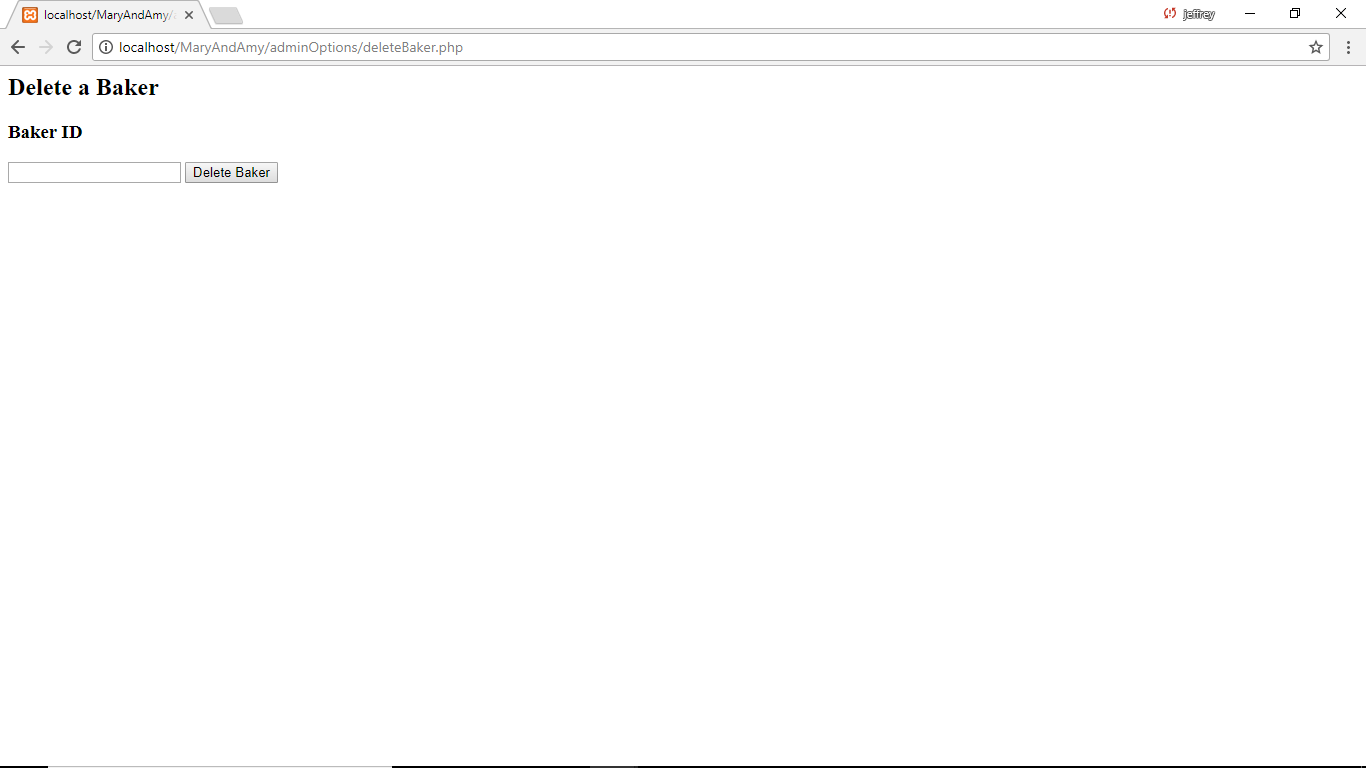 localhost/MaryAndAmy/
jeffrey
localhost/MaryAndAmy/adminOptions/deleteBaker.php
Delete a Baker
Baker ID
Delete Baker